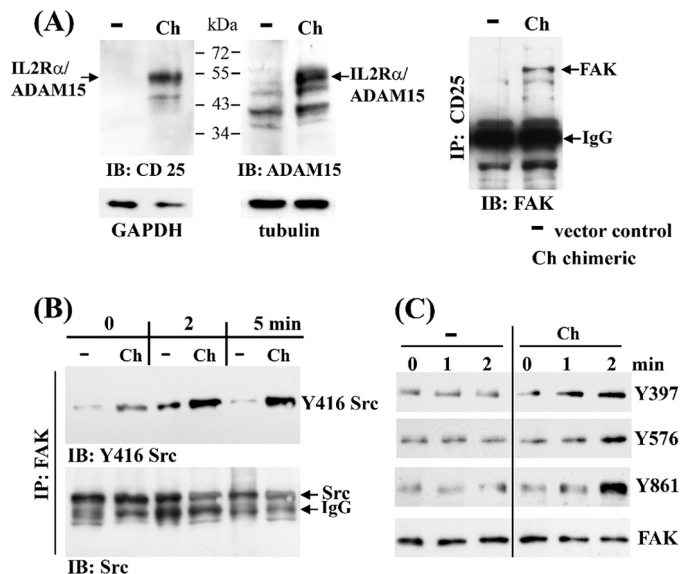 (A)
– Ch kDa – Ch – Ch
72
IL2Rα/ADAM15
55
IL2Rα/ADAM15
43
34
IB: CD 25
IB: ADAM15
GAPDH
tubulin
IP: CD25
FAK
IgG
IB: FAK
– vector control
Ch chimeric
(B)
0 2 5 min
– Ch – Ch – Ch
IP: FAK
Y416 Src
IB: Y416 Src
Src
IgG
IB: Src
(C)
– Ch
0 1 2 0 1 2 min
Y397
Y576
Y861
FAK